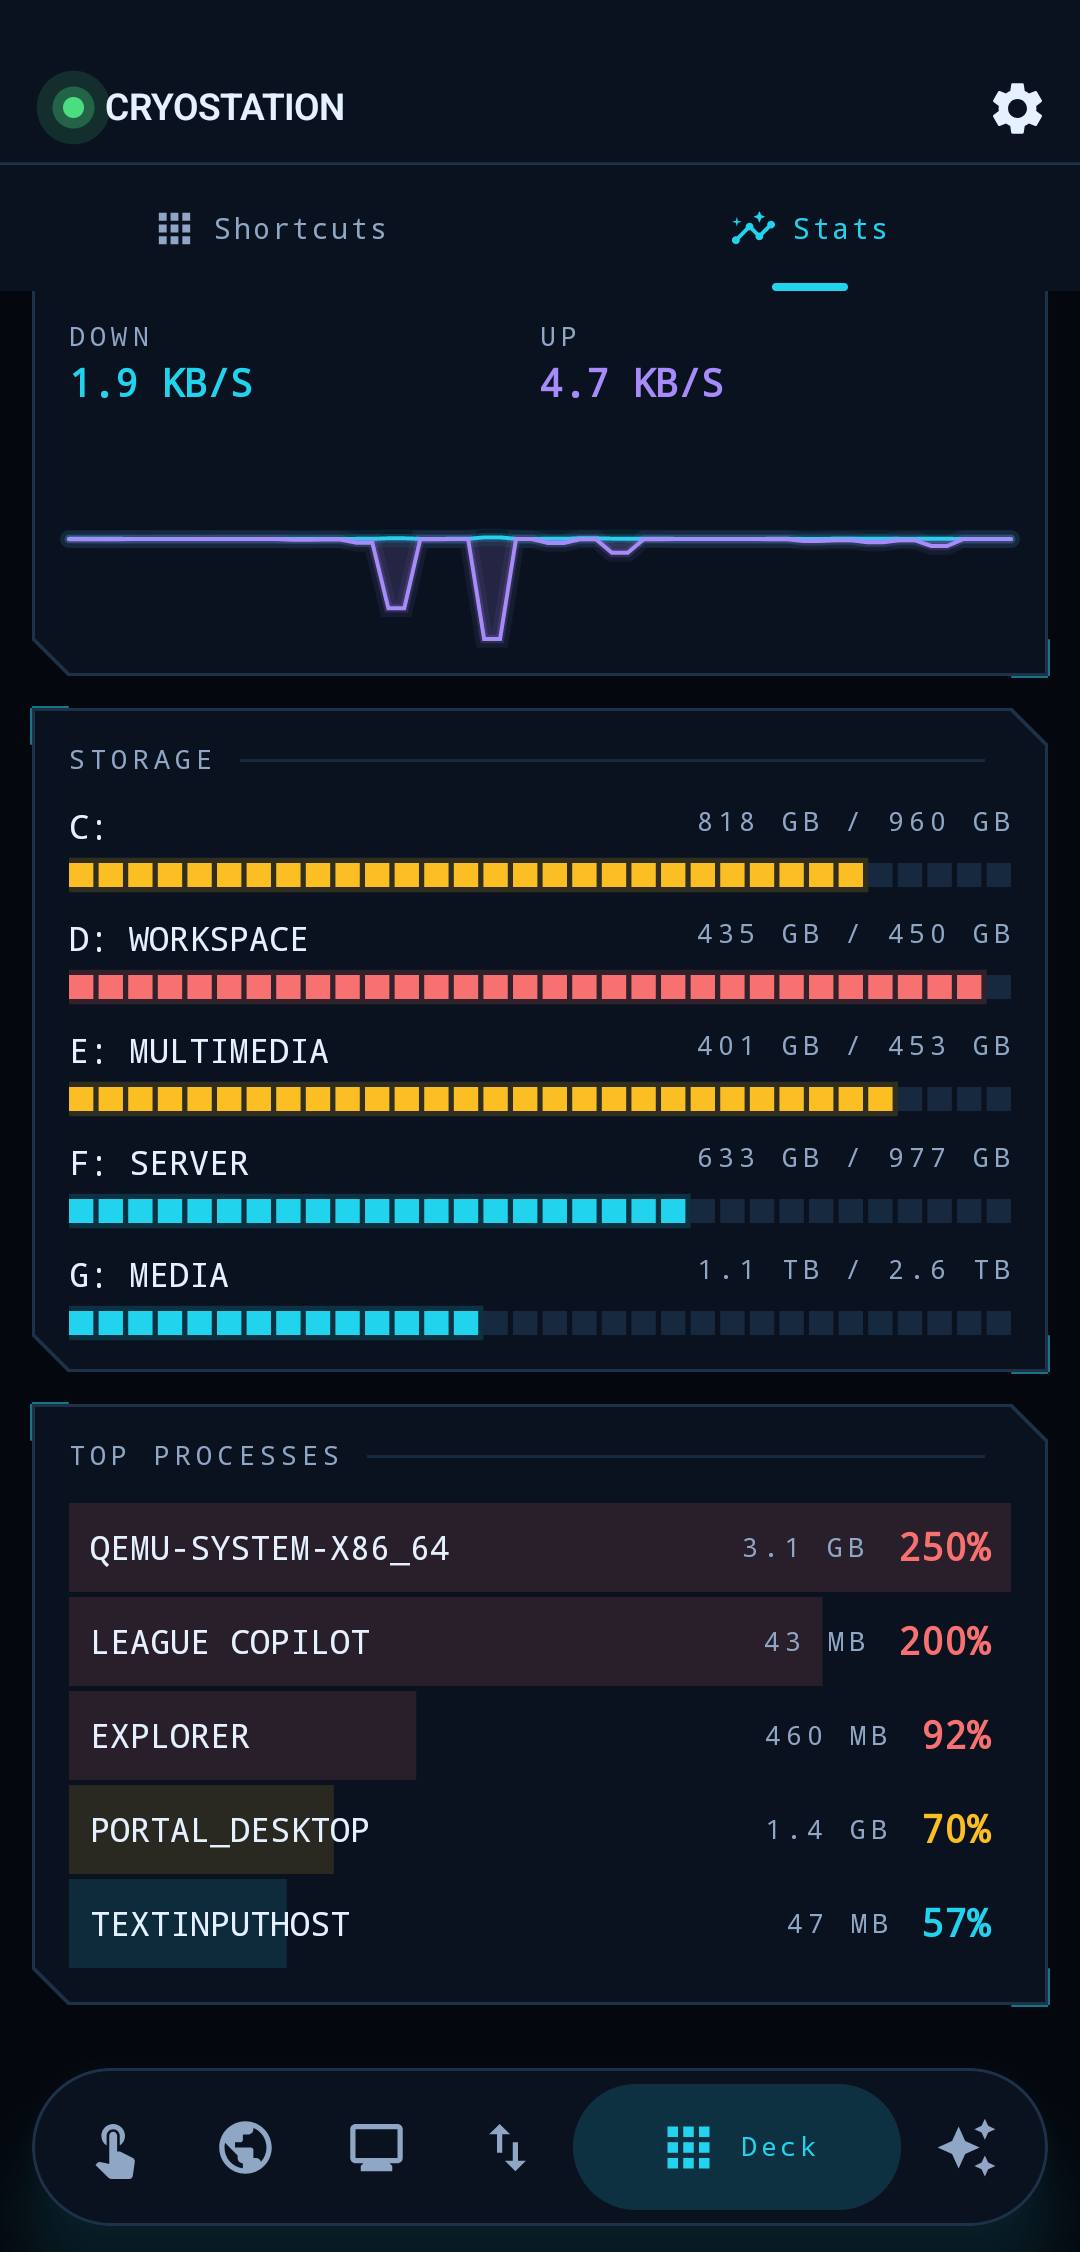 CRYOSTATION
Shortcuts Stats
DOWN UP
1.9 KB/S 4.7 KB/S
STORAGE
C: 818 GB / 960 GB
D: WORKSPACE 435 GB / 450 GB
E: MULTIMEDIA 401 GB / 453 GB
F: SERVER 633 GB / 977 GB
G: MEDIA 1.1 TB / 2.6 TB
TOP PROCESSES
QEMU-SYSTEM-X86_64 3.1 GB 250%
LEAGUE COPILOT 43 MB 200%
EXPLORER 460 MB 92%
PORTAL_DESKTOP 1.4 GB 70%
TEXTINPUTHOST 47 MB 57%
Deck